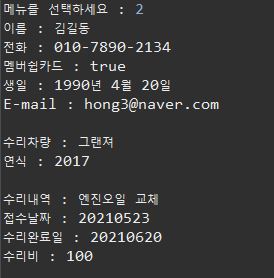 메뉴를 선택하세요 : 2
이름 : 김길동
전화 : 010-7890-2134
멤버쉽카드 : true
생일 : 1990년 4월 20일
E-mail : hong3@naver.com
수리차량 : 그랜져
연식 : 2017
수리내역 : 엔진오일 교체
접수날짜 : 20210523
수리완료일 : 20210620
수리비 : 100